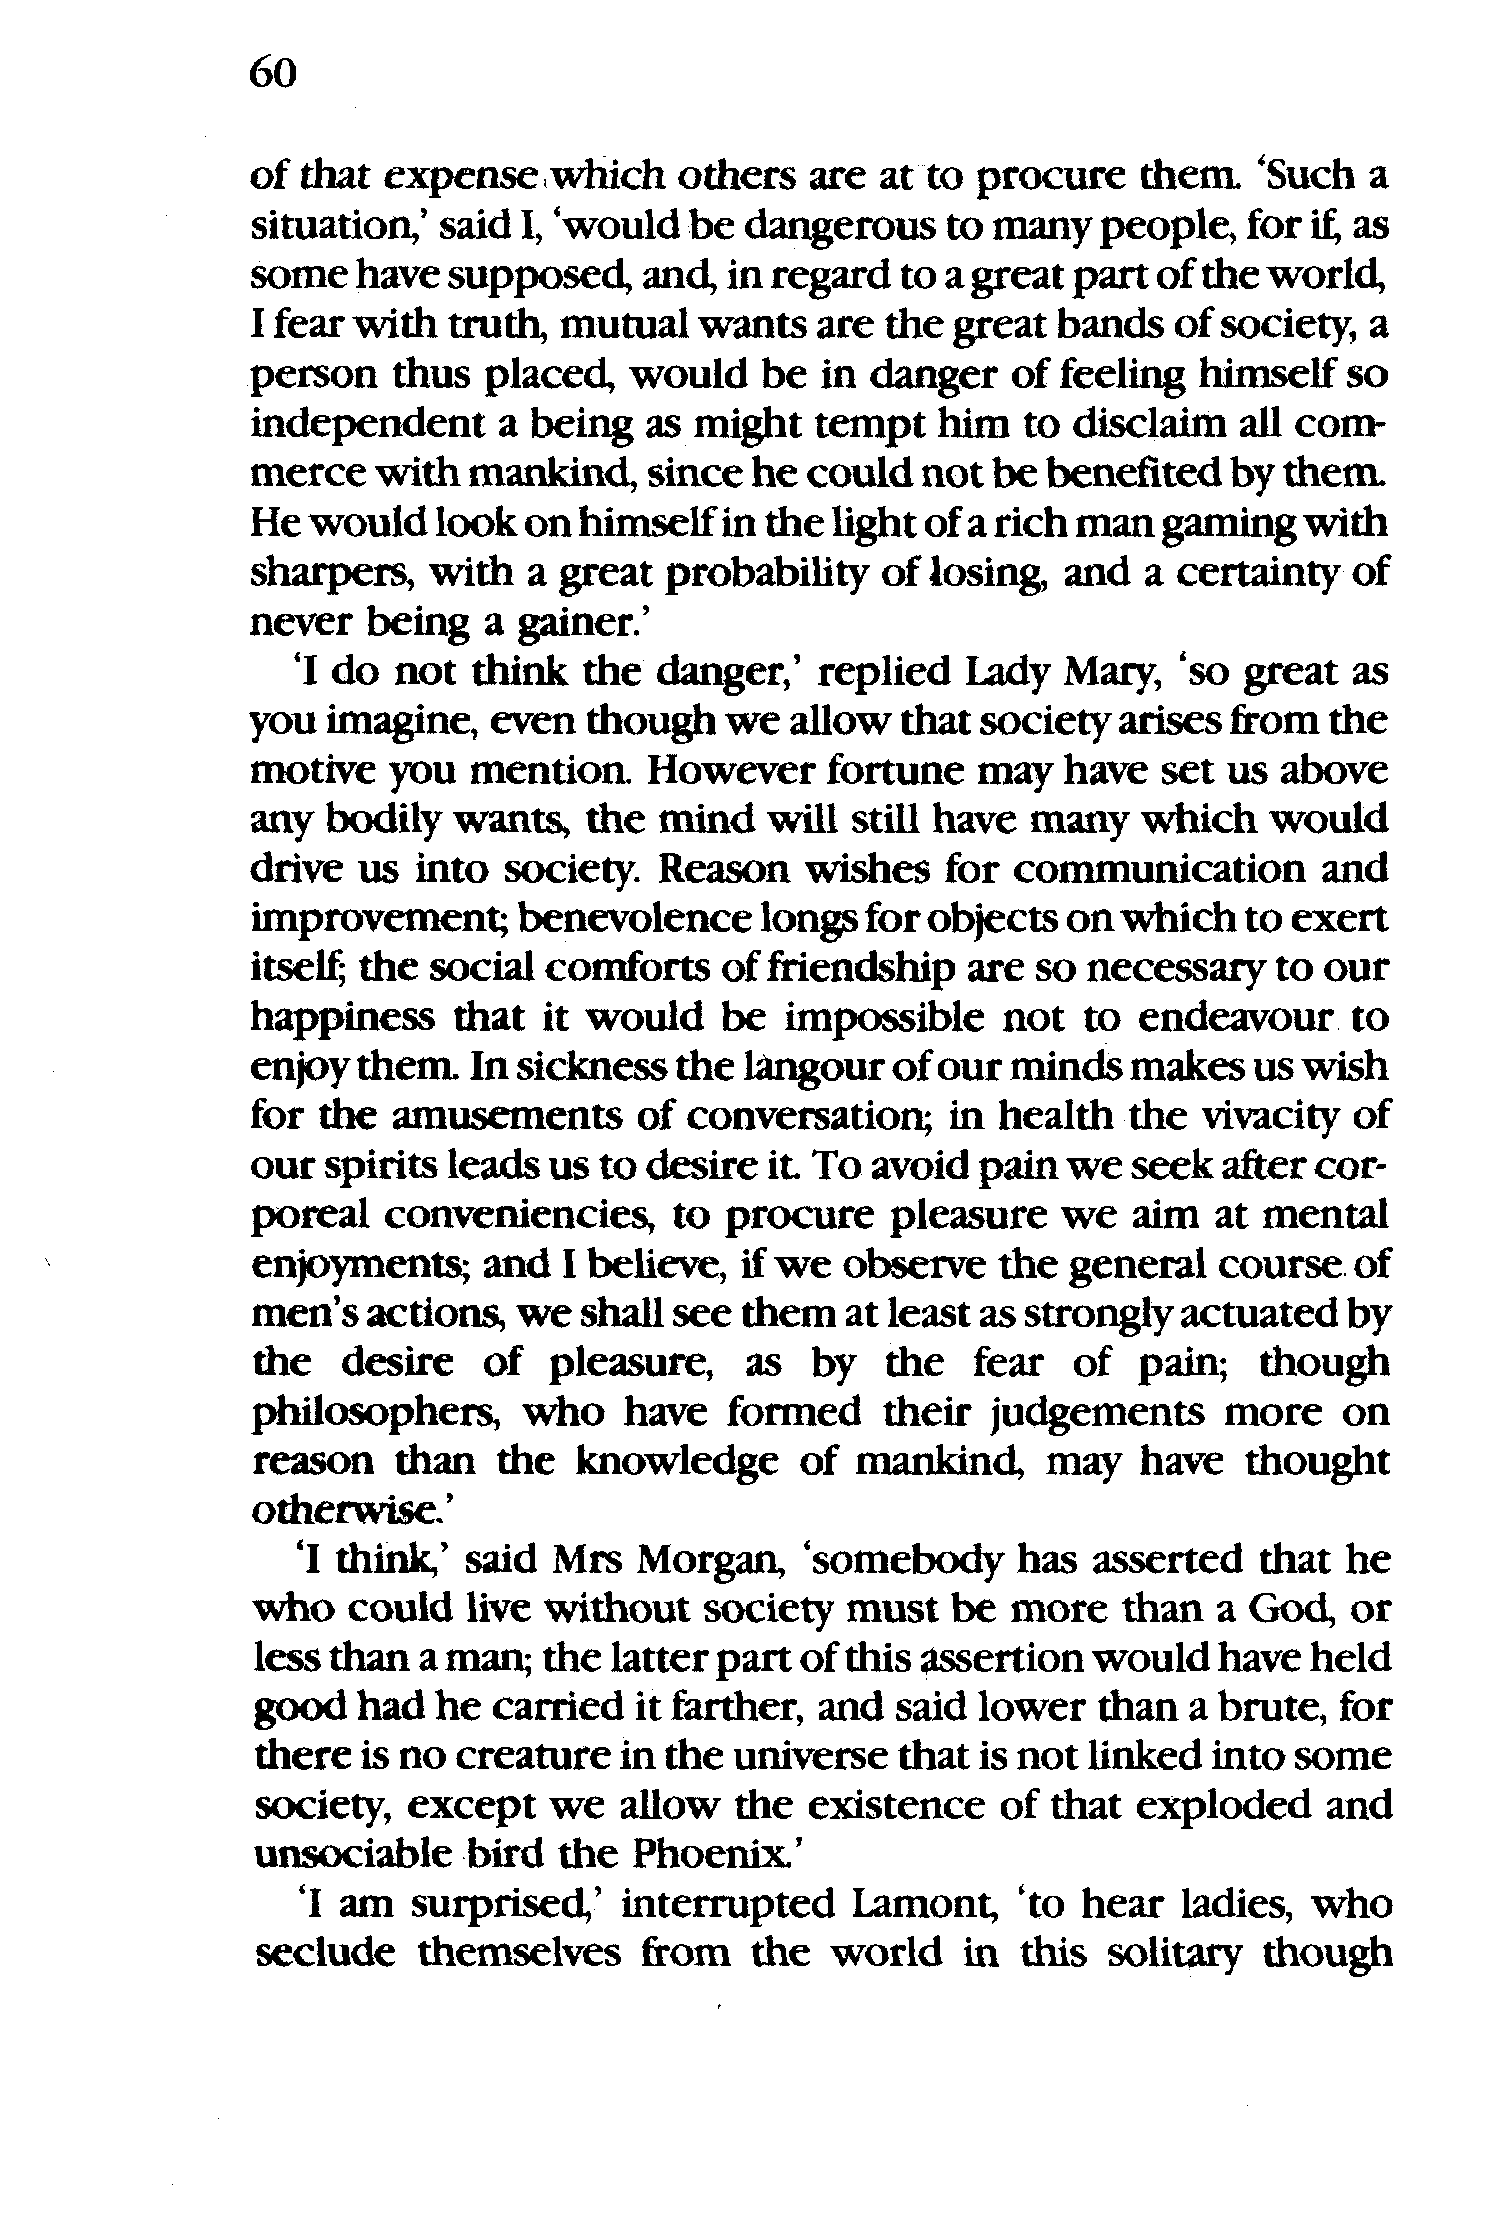 60
of that expense which others are at to procure them. ‘Such a
situation,’ said I, ‘would be dangerous to many people, for if, as
some have supposed, and, in regard to a great part of the world,
I fear with truth, mutual wants are the great bands of society, a
person thus placed, would be in danger of feeling himself so
independent a being as might tempt him to disclaim all com-
merce with mankind, since he could not be benefited by them.
He would look on himself in the light of a rich man gaming with
sharpers, with a great probability of losing, and a certainty of
never being a gainer.’
‘I do not think the danger,’ replied Lady Mary, ‘so great as
you imagine, even though we allow that society arises from the
motive you mention. However fortune may have set us above
any bodily wants, the mind will still have many which would
drive us into society. Reason wishes for communication and
improvement; benevolence longs for objects on which to exert
itself; the social comforts of friendship are so necessary to our
happiness that it would be impossible not to endeavour to
enjoy them. In sickness the langour of our minds makes us wish
for the amusements of conversation; in health the vivacity of
our spirits leads us to desire it. To avoid pain we seek after cor-
poreal conveniencies, to procure pleasure we aim at mental
enjoyments; and I believe, if we observe the general course of
men’s actions, we shall see them at least as strongly actuated by
the desire of pleasure, as by the fear of pain; though
philosophers, who have formed their judgements more on
reason than the knowledge of mankind, may have thought
otherwise.’
‘I think,’ said Mrs Morgan, ‘somebody has asserted that he
who could live without society must be more than a God, or
less than a man; the latter part of this assertion would have held
good had he carried it farther, and said lower than a brute, for
there is no creature in the universe that is not linked into some
society, except we allow the existence of that exploded and
unsociable bird the Phoenix.’
‘I am surprised,’ interrupted Lamont, ‘to hear ladies, who
seclude themselves from the world in this solitary though